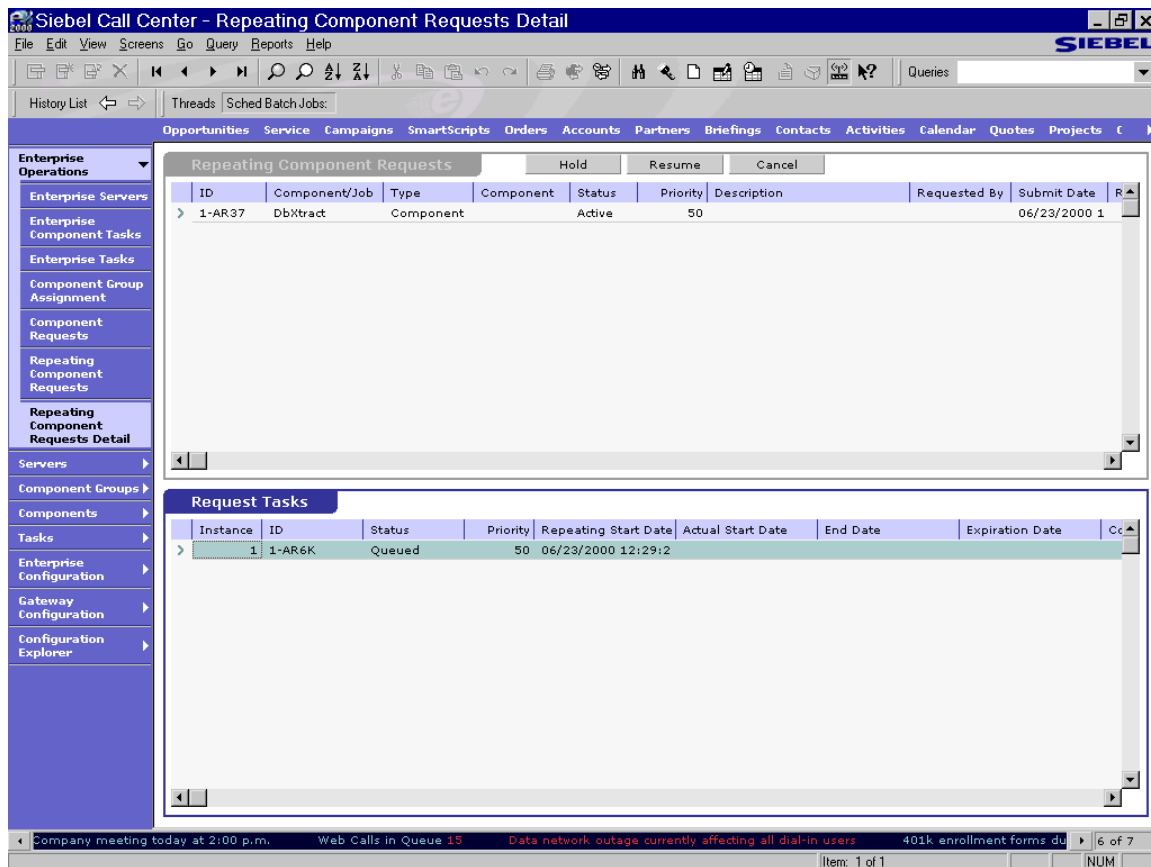 2000 Siebel Call Center - Repeating Component Requests Detail
File Edit View Screens Go Query Reports Help SIEBEL
Queries
History List Threads Sched Batch Jobs:
Opportunities Service Campaigns SmartScripts Orders Accounts Partners Briefings Contacts Activities Calendar Quotes Projects
Enterprise
Operations
Enterprise Servers
Enterprise
Component Tasks
Enterprise Tasks
Component Group
Assignment
Component
Requests
Repeating
Component
Requests
Repeating
Component
Requests Detail
Servers
Component Groups
Components
Tasks
Enterprise
Configuration
Gateway
Configuration
Configuration
Explorer
Repeating Component Requests Hold Resume Cancel
ID Component/Job Type Component Status Priority Description Requested By Submit Date R
1-AR37 DbXtract Component Active 50 06/23/2000 1
Request Tasks
Instance ID Status Priority Repeating Start Date Actual Start Date End Date Expiration Date Co
1 1-AR6K Queued 50 06/23/2000 12:29:2
Company meeting today at 2:00 p.m. Web Calls in Queue 15 Data network outage currently affecting all dial-in users 401k enrollment forms du 6 of 7
Item: 1 of 1 NUM